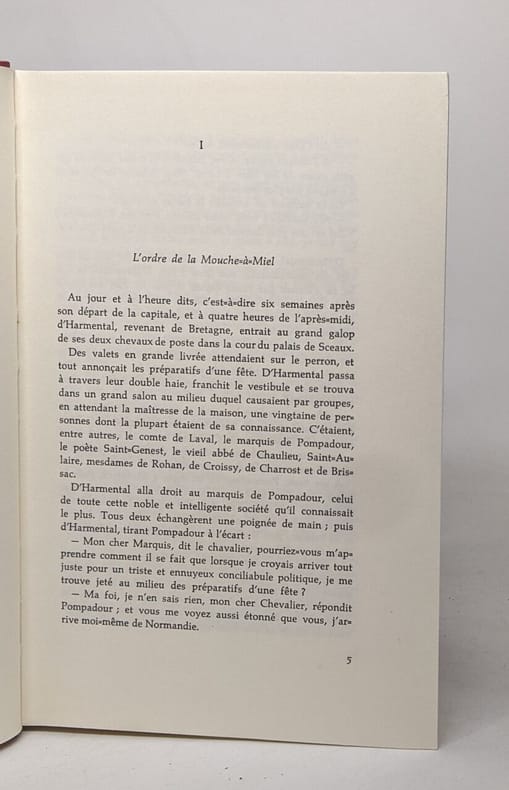 I
L'ordre de la Mouche-à-Miel
Au jour et à l'heure dits, c'est-à-dire six semaines après
son départ de la capitale, et à quatre heures de l'après-midi,
d'Harmental, revenant de Bretagne, entrait au grand galop
de ses deux chevaux de poste dans la cour du palais de Sceaux.
Des valets en grande livrée attendaient sur le perron, et
tout annonçait les préparatifs d'une fête. D'Harmental passa
à travers leur double haie, franchit le vestibule et se trouva
dans un grand salon au milieu duquel causaient par groupes,
en attendant la maîtresse de la maison, une vingtaine de per-
sonnes dont la plupart étaient de sa connaissance. C'étaient,
entre autres, le comte de Laval, le marquis de Pompadour,
le poète Saint-Genest, le vieil abbé de Chaulieu, Saint-Au-
laire, mesdames de Rohan, de Croissy, de Charrost et de Bris-
sac.
D'Harmental alla droit au marquis de Pompadour, celui
de toute cette noble et intelligente société qu'il connaissait
le plus. Tous deux échangèrent une poignée de main ; puis
d'Harmental, tirant Pompadour à l'écart :
— Mon cher Marquis, dit le chevalier, pourriez-vous m'ap-
prendre comment il se fait que lorsque je croyais arriver tout
juste pour un triste et ennuyeux conciliabule politique, je me
trouve jeté au milieu des préparatifs d'une fête ?
— Ma foi, je n'en sais rien, mon cher Chevalier, répondit
Pompadour ; et vous me voyez aussi étonné que vous, j'ar-
rive moi-même de Normandie.
5